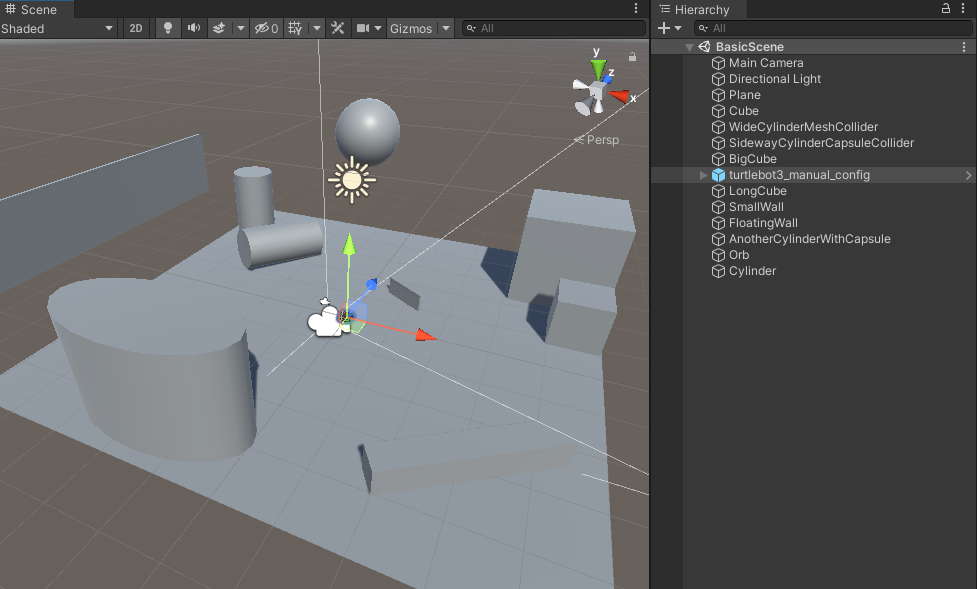 Scene
Shaded
2D
0
Gizmos
All
y
z
x
Persp
Hierarchy
All
BasicScene
Main Camera
Directional Light
Plane
Cube
WideCylinderMeshCollider
SidewayCylinderCapsuleCollider
BigCube
turtlebot3_manual_config
LongCube
SmallWall
FloatingWall
AnotherCylinderWithCapsule
Orb
Cylinder